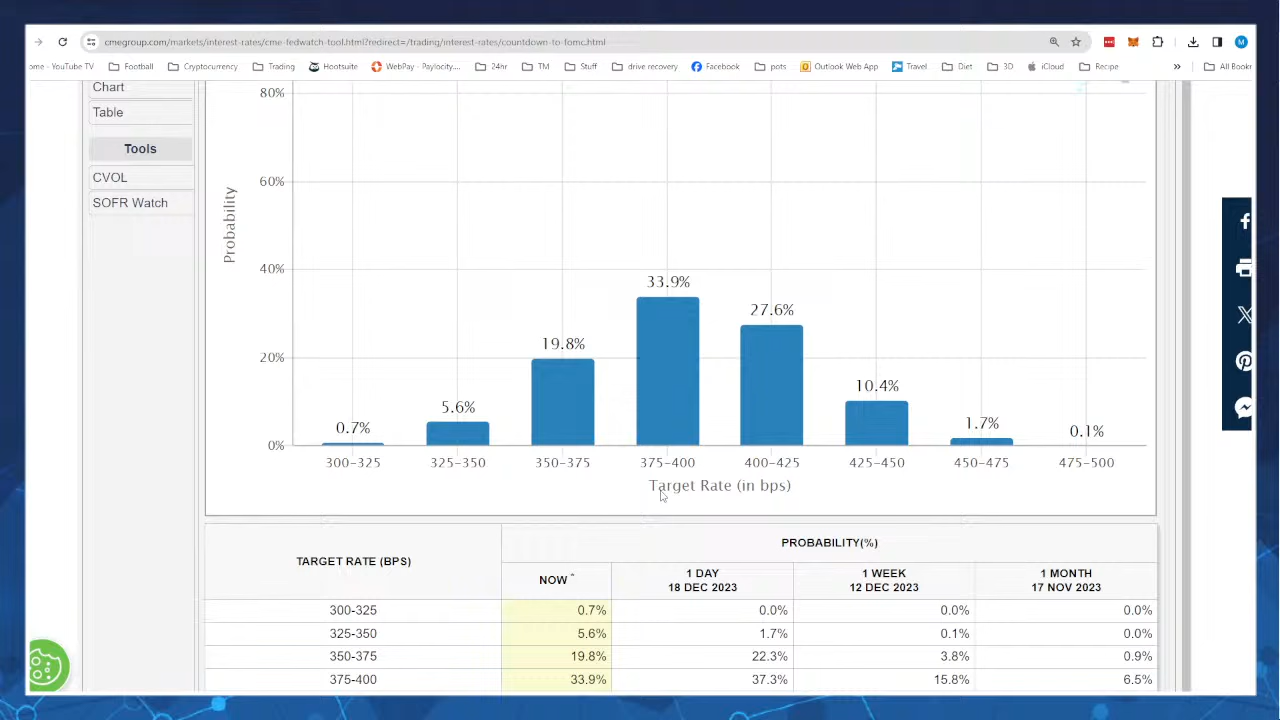 cmegroup.com/markets/interest-rates/cme-fedwatch-tool.html?redirect=/trading/interest-rates/countdown-to-fomc.html
M
ome - YouTube TV Football Cryptocurrency Trading Hootsuite WebPay - Paylocity.... 24hr TM Stuff drive recovery Facebook pots Outlook Web App Travel Diet 3D iCloud Recipe » All Bookr
Chart
Table
Tools
CVOL
SOFR Watch
80%
60%
40%
20%
0%
Probability
0.7%
5.6%
19.8%
33.9%
27.6%
10.4%
1.7%
0.1%
300-325 325-350 350-375 375-400 400-425 425-450 450-475 475-500
Target Rate (in bps)
TARGET RATE (BPS) PROBABILITY(%)
NOW * 1 DAY 1 WEEK 1 MONTH
18 DEC 2023 12 DEC 2023 17 NOV 2023
300-325 0.7% 0.0% 0.0% 0.0%
325-350 5.6% 1.7% 0.1% 0.0%
350-375 19.8% 22.3% 3.8% 0.9%
375-400 33.9% 37.3% 15.8% 6.5%